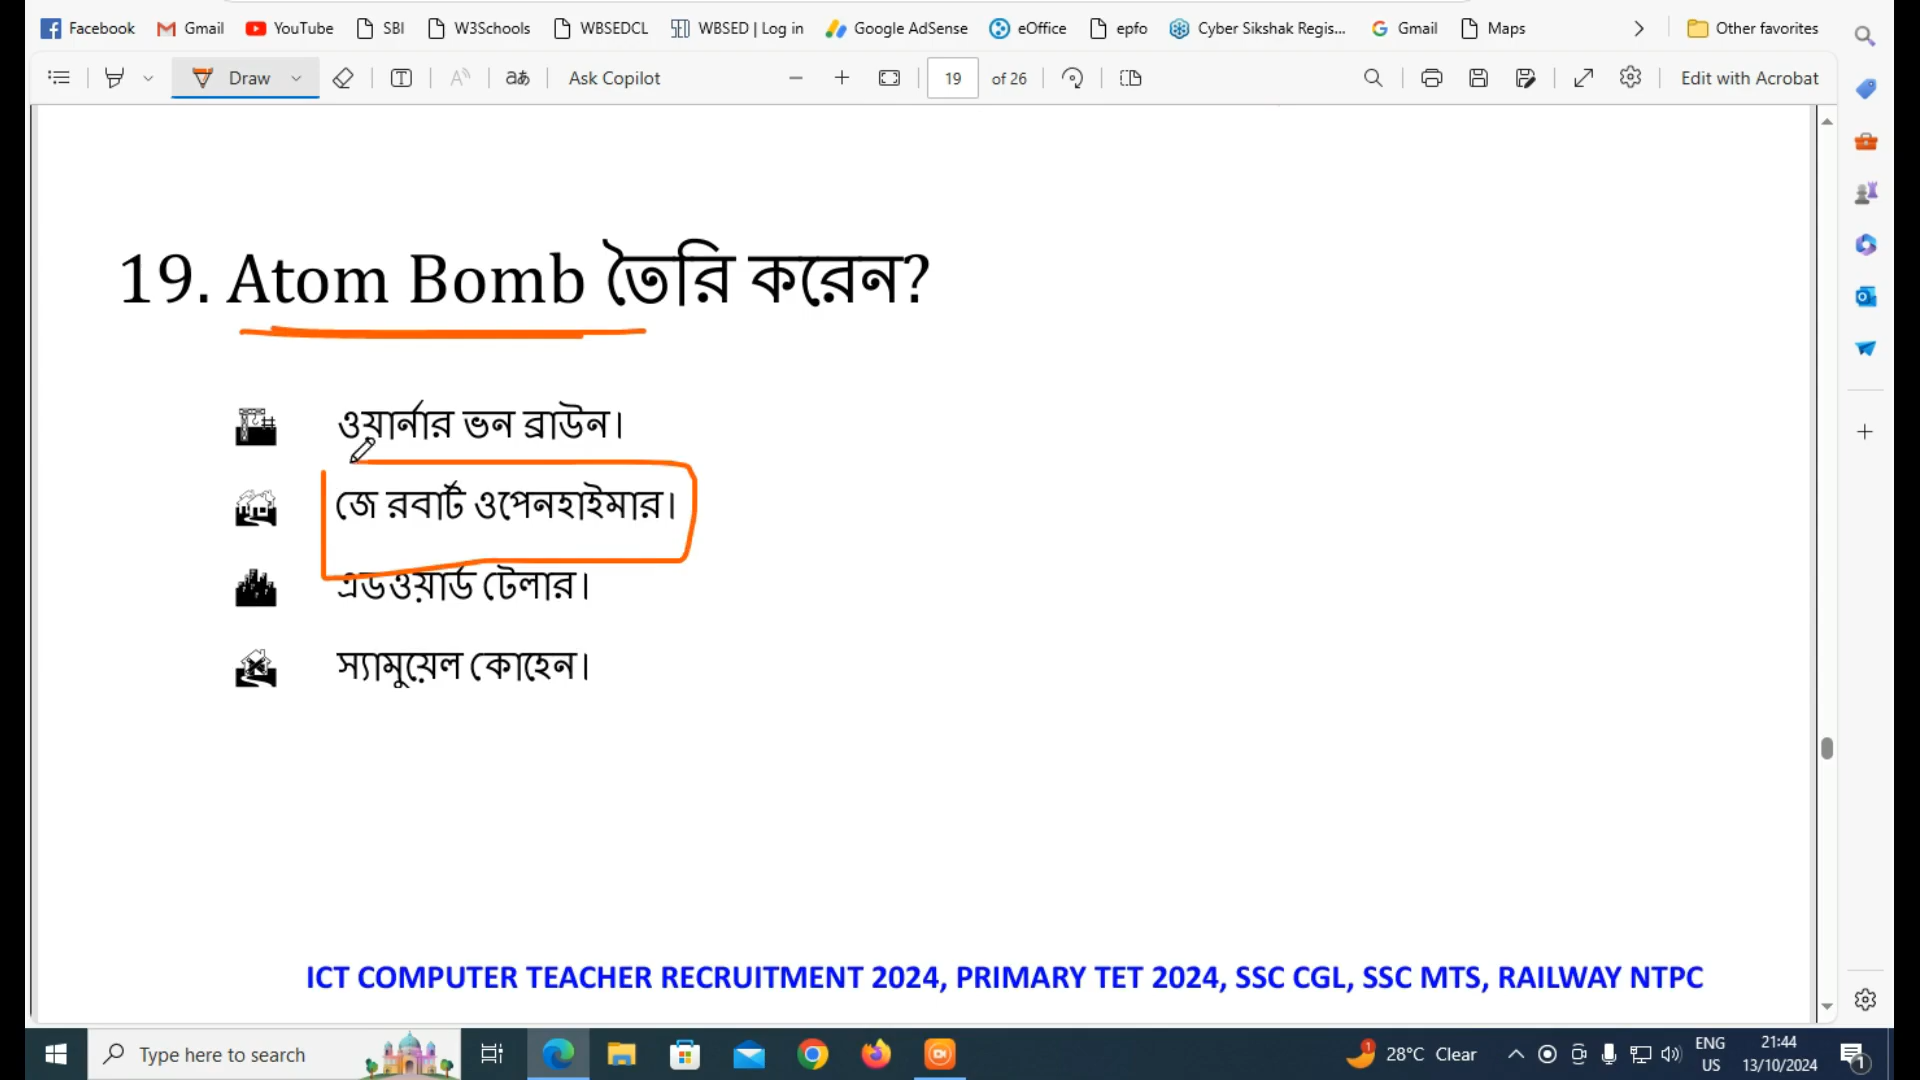 Facebook Gmail YouTube SBI W3Schools WBSEDCL WBSED | Log in Google AdSense eOffice epfo Cyber Sikshak Regis... Gmail Maps Other favorites
Draw Ask Copilot 19 of 26 Edit with Acrobat
19. Atom Bomb তৈরি করেন?
ওয়ার্নার ভন ব্রাউন।
জে রবার্ট ওপেনহাইমার।
এডওয়ার্ড টেলার।
স্যামুয়েল কোহেন।
ICT COMPUTER TEACHER RECRUITMENT 2024, PRIMARY TET 2024, SSC CGL, SSC MTS, RAILWAY NTPC
Type here to search 28°C Clear ENG US 21:44 13/10/2024